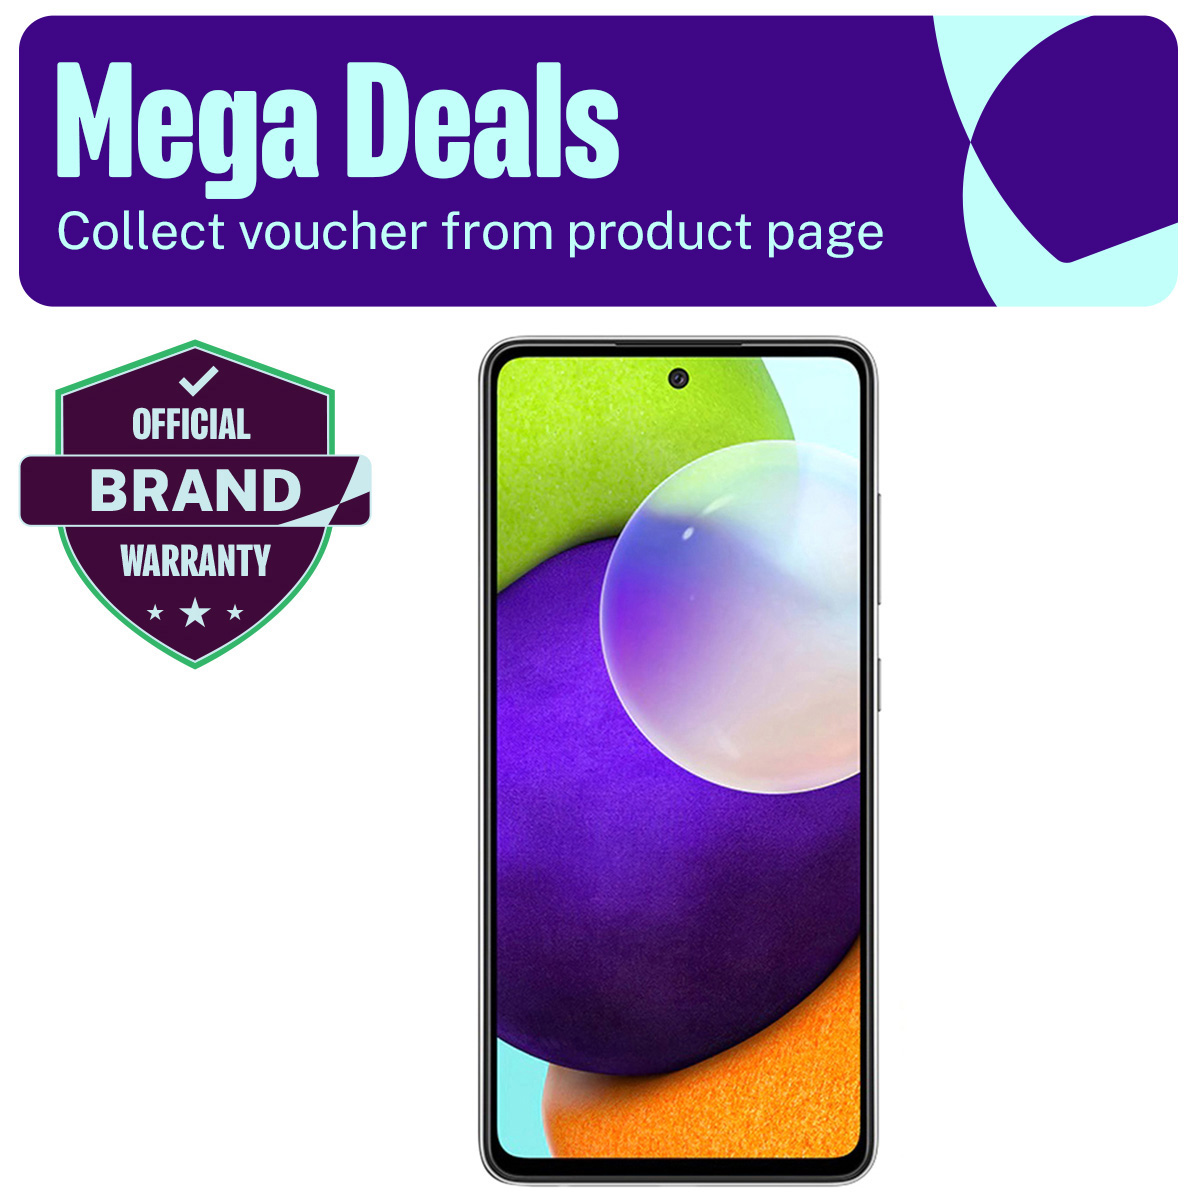 Mega Deals
Collect voucher from product page
OFFICIAL
BRAND
WARRANTY